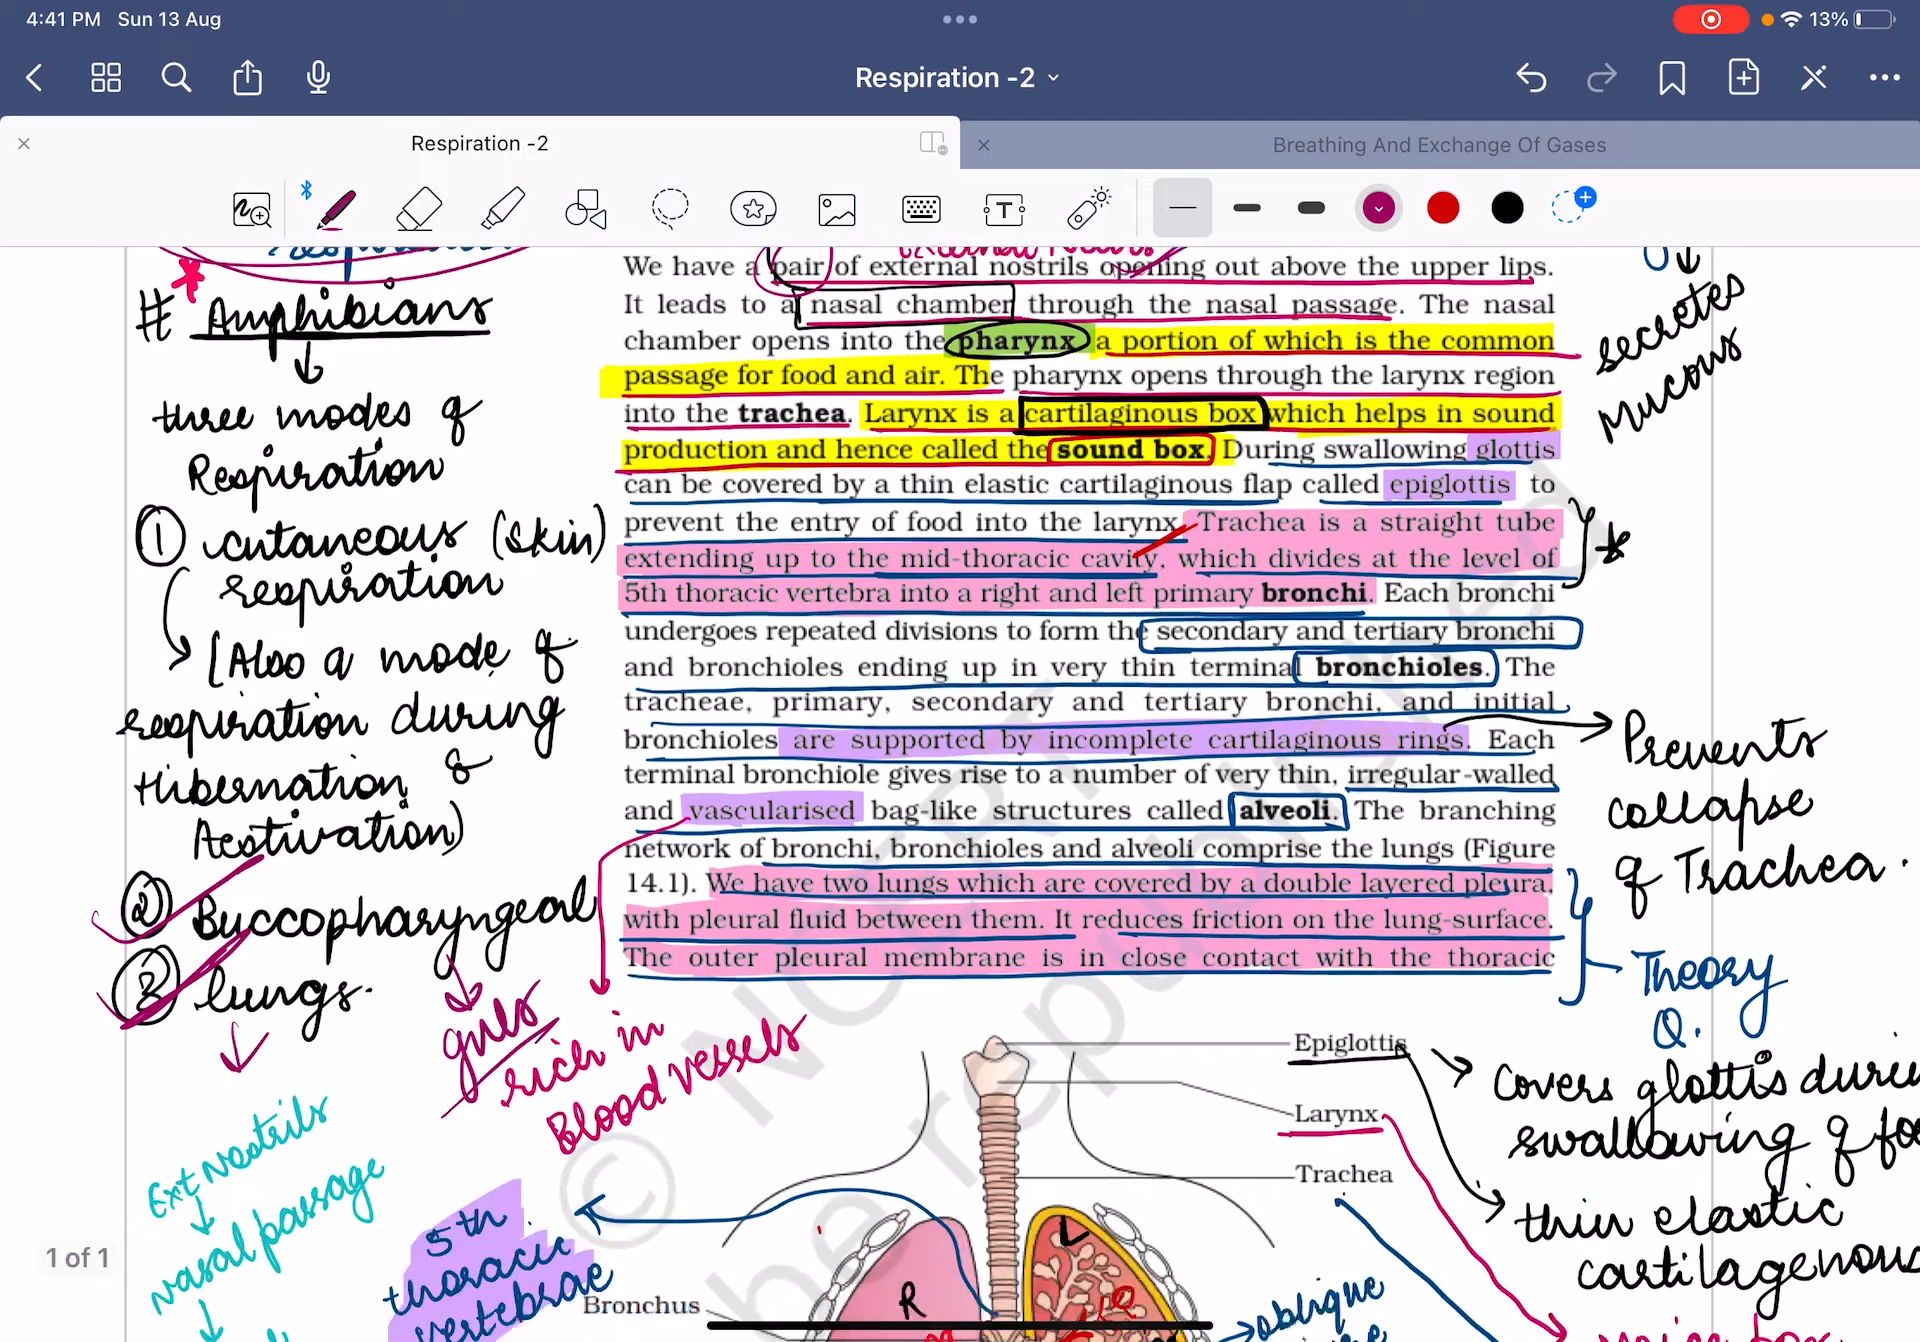 4:41 PM Sun 13 Aug
13%
Respiration -2
Respiration -2
Breathing And Exchange Of Gases
We have a pair of external nostrils opening out above the upper lips.
It leads to a nasal chamber through the nasal passage. The nasal
chamber opens into the pharynx, a portion of which is the common
passage for food and air. The pharynx opens through the larynx region
into the trachea. Larynx is a cartilaginous box which helps in sound
production and hence called the sound box. During swallowing glottis
can be covered by a thin elastic cartilaginous flap called epiglottis to
prevent the entry of food into the larynx. Trachea is a straight tube
extending up to the mid-thoracic cavity, which divides at the level of
5th thoracic vertebra into a right and left primary bronchi. Each bronchi
undergoes repeated divisions to form the secondary and tertiary bronchi
and bronchioles ending up in very thin terminal bronchioles. The
tracheae, primary, secondary and tertiary bronchi, and initial
bronchioles are supported by incomplete cartilaginous rings. Each
terminal bronchiole gives rise to a number of very thin, irregular-walled
and vascularised bag-like structures called alveoli. The branching
network of bronchi, bronchioles and alveoli comprise the lungs (Figure
14.1). We have two lungs which are covered by a double layered pleura,
with pleural fluid between them. It reduces friction on the lung-surface.
The outer pleural membrane is in close contact with the thoracic
# Amphibians
three modes of
Respiration
① cutaneous (skin)
respiration
[Also a mode of
respiration during
Hibernation &
Aestivation)
② Buccopharyngeal
③ lungs.
gills
rich in
Blood vessels
Ext Nostrils
nasal passage
5th
thoracic
vertebrae
secretes
Mucous
Prevents
collapse
of Trachea.
Theory
Q.
Epiglottis
Larynx
Trachea
Bronchus
R
L
covers glottis
swallowing of
thin elastic
cartilagenous
oblique
© NCERT
be republished
1 of 1